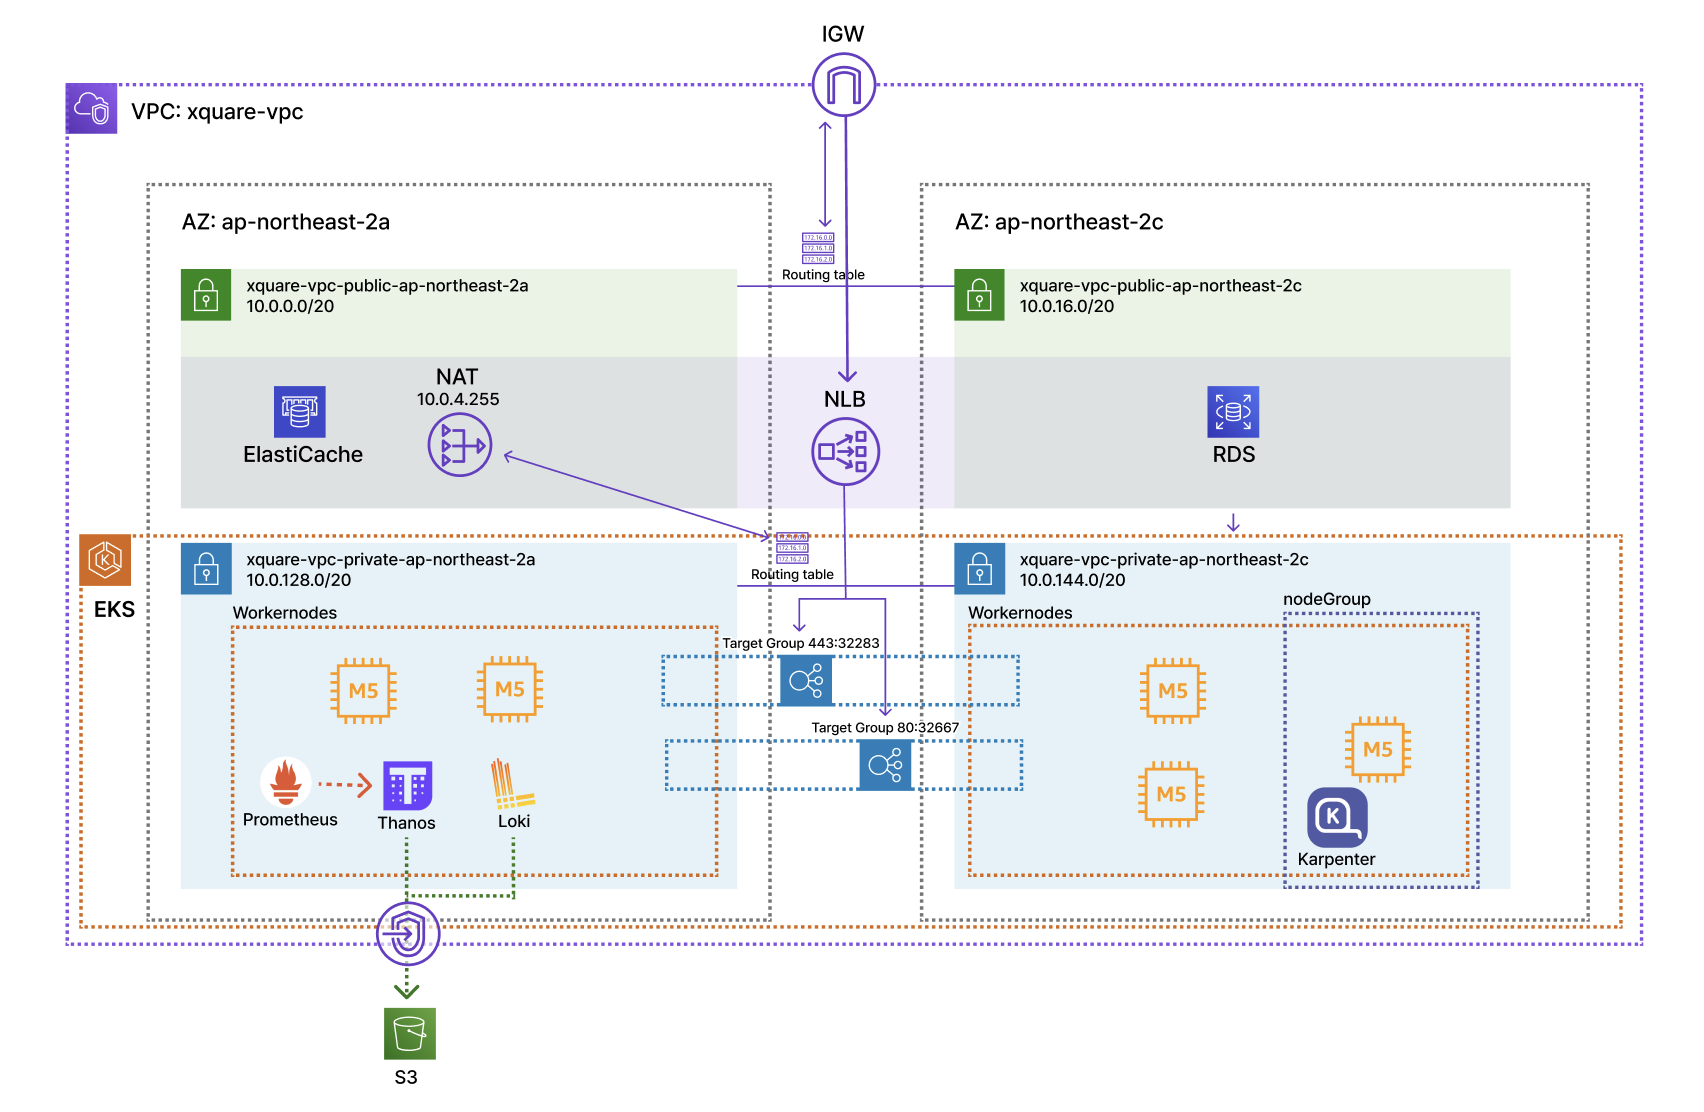 IGW
VPC: xquare-vpc
AZ: ap-northeast-2a
AZ: ap-northeast-2c
172.16.0.0
172.16.1.0
172.16.2.0
Routing table
xquare-vpc-public-ap-northeast-2a
10.0.0.0/20
xquare-vpc-public-ap-northeast-2c
10.0.16.0/20
NAT
10.0.4.255
ElastiCache
NLB
RDS
EKS
xquare-vpc-private-ap-northeast-2a
10.0.128.0/20
172.16.0.0
172.16.1.0
172.16.2.0
Routing table
xquare-vpc-private-ap-northeast-2c
10.0.144.0/20
Workernodes
Workernodes
nodeGroup
Target Group 443:32283
M5
M5
M5
Target Group 80:32667
M5
M5
K
Prometheus
Thanos
Loki
Karpenter
S3